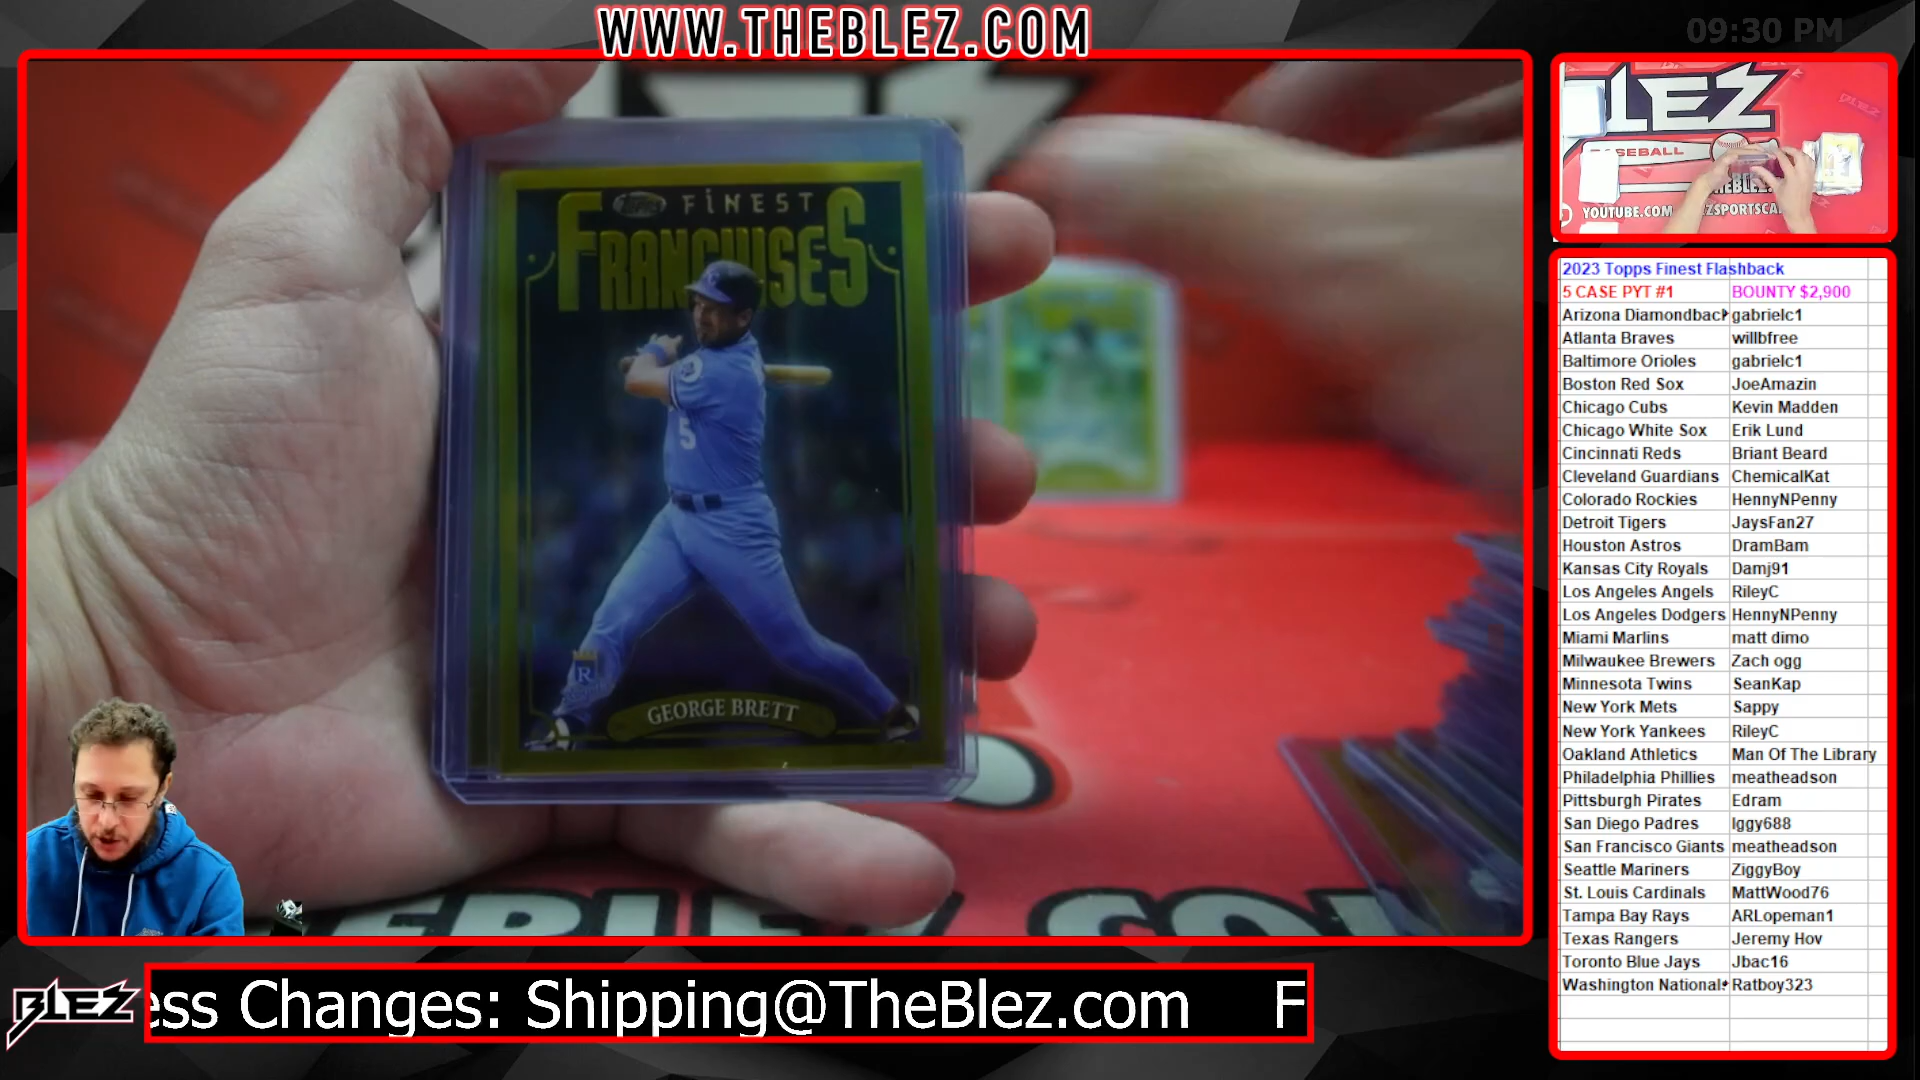 WWW.THEBLEZ.COM
09:30 PM
FINEST
FRANCHISES
5
R
GEORGE BRETT
LEZ
BLEZ
BASEBALL
YOUTUBE.COM
2023 Topps Finest Flashback
5 CASE PYT #1 BOUNTY $2,900
Arizona Diamondback gabrielc1
Atlanta Braves willbfree
Baltimore Orioles gabrielc1
Boston Red Sox JoeAmazin
Chicago Cubs Kevin Madden
Chicago White Sox Erik Lund
Cincinnati Reds Briant Beard
Cleveland Guardians ChemicalKat
Colorado Rockies HennyNPenny
Detroit Tigers JaysFan27
Houston Astros DramBam
Kansas City Royals Damj91
Los Angeles Angels RileyC
Los Angeles Dodgers HennyNPenny
Miami Marlins matt dimo
Milwaukee Brewers Zach ogg
Minnesota Twins SeanKap
New York Mets Sappy
New York Yankees RileyC
Oakland Athletics Man Of The Library
Philadelphia Phillies meatheadson
Pittsburgh Pirates Edram
San Diego Padres Iggy688
San Francisco Giants meatheadson
Seattle Mariners ZiggyBoy
St. Louis Cardinals MattWood76
Tampa Bay Rays ARLopeman1
Texas Rangers Jeremy Hov
Toronto Blue Jays Jbac16
Washington Nationals Ratboy323
BLEZ
ess Changes: Shipping@TheBlez.com F